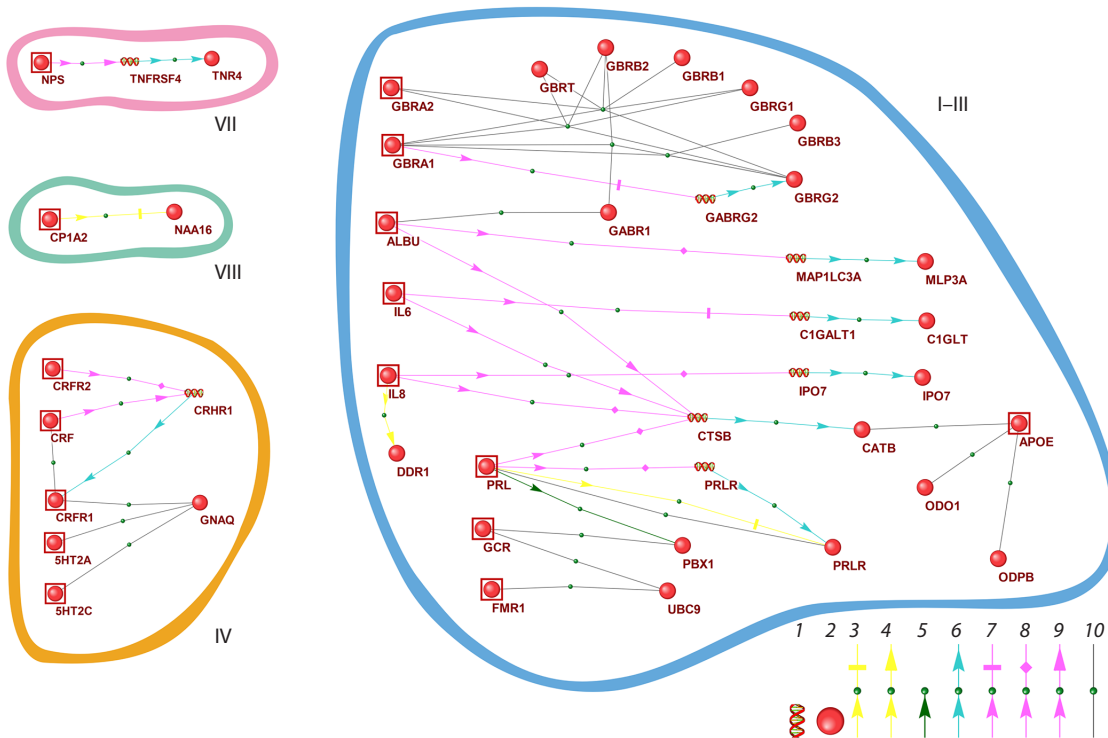 NPS
TNFRSF4
TNR4
VII
CP1A2
NAA16
VIII
CRFR2
CRHR1
CRF
CRFR1
GNAQ
5HT2A
5HT2C
IV
I–III
GBRB2
GBRB1
GBRT
GBRA2
GBRG1
GBRB3
GBRA1
GBRG2
GABRG2
GABR1
ALBU
MAP1LC3A
MLP3A
IL6
C1GALT1
C1GLT
IL8
IPO7
IPO7
CTSB
CATB
APOE
DDR1
PRL
PRLR
ODO1
GCR
PBX1
PRLR
ODPB
FMR1
UBC9
1 2 3 4 5 6 7 8 9 10